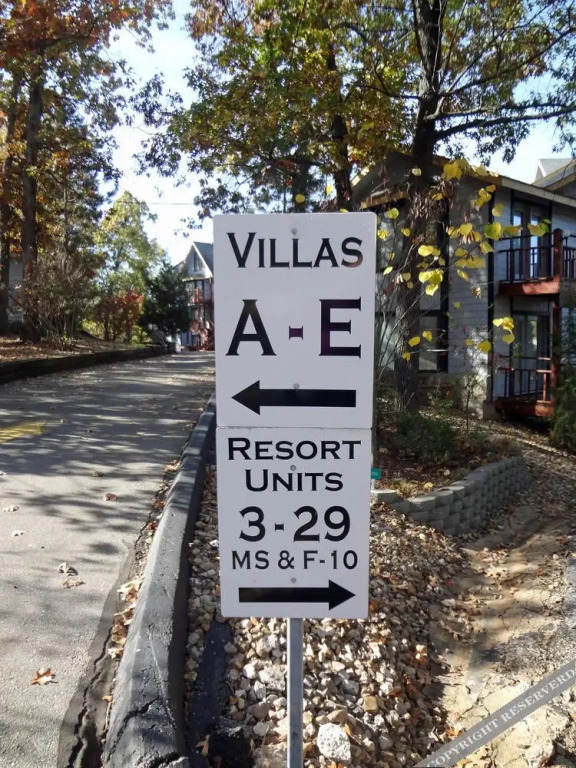 VILLAS
A - E
RESORT
UNITS
3 - 29
MS & F-10
COPYRIGHT RESERVED